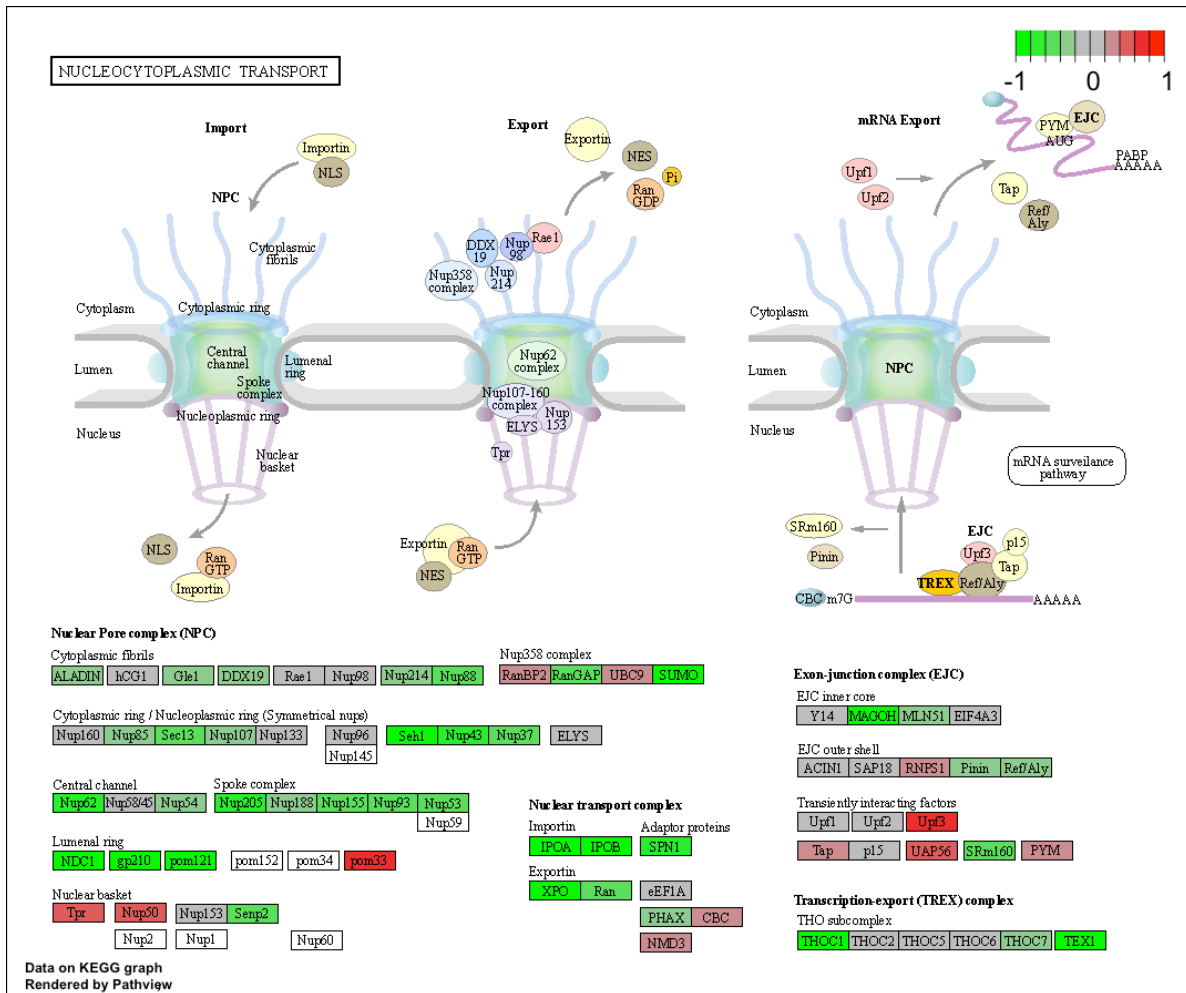 NUCLEOCYTOPLASMIC TRANSPORT
-1 0 1
Import
Importin
NLS
NPC
Cytoplasmic
fibrils
Cytoplasm
Cytoplasmic ring
Central
channel
Lumenal
ring
Lumen
Spoke
complex
Nucleoplasmic ring
Nucleus
Nuclear
basket
NLS
Ran
GTP
Importin
Export
Exportin
NES
Pi
Ran
GDP
DDX
19
Nup
98
Rae1
Nup358
complex
Nup
214
Nup62
complex
Nup107-160
complex
Nup
153
ELYS
Tpr
Exportin
Ran
GTP
NES
mRNA Export
PYM
EJC
AUG
PABP
AAAAA
Upf1
Upf2
Tap
Ref/
Aly
Cytoplasm
Lumen
NPC
Nucleus
mRNA surveilance
pathway
SRm160
Pinin
EJC
p15
Upf3
Tap
TREX
Ref/Aly
CBC m7G
AAAAA
Nuclear Pore complex (NPC)
Cytoplasmic fibrils
ALADIN hCG1 Gle1 DDX19 Rae1 Nup98 Nup214 Nup88
Nup358 complex
RanBP2 RanGAP UBC9 SUMO
Cytoplasmic ring / Nucleoplasmic ring (Symmetrical nups)
Nup160 Nup85 Sec13 Nup107 Nup133 Nup96 Seh1 Nup43 Nup37 ELYS
Nup145
Central channel
Nup62 Nup58/45 Nup54
Spoke complex
Nup205 Nup188 Nup155 Nup93 Nup53
Nup59
Lumenal ring
NDC1 gp210 pom121 pom152 pom34 pom33
Nuclear basket
Tpr Nup50 Nup153 Senp2
Nup2 Nup1 Nup60
Nuclear transport complex
Importin
IPOA IPOB
Adaptor proteins
SPN1
Exportin
XPO Ran
eEF1A
PHAX CBC
NMD3
Exon-junction complex (EJC)
EJC inner core
Y14 MAGOH MLN51 EIF4A3
EJC outer shell
ACIN1 SAP18 RNPS1 Pinin Ref/Aly
Transiently interacting factors
Upf1 Upf2 Upf3
Tap p15 UAP56 SRm160 PYM
Transcription-export (TREX) complex
THO subcomplex
THOC1 THOC2 THOC5 THOC6 THOC7 TEX1
Data on KEGG graph
Rendered by Pathview